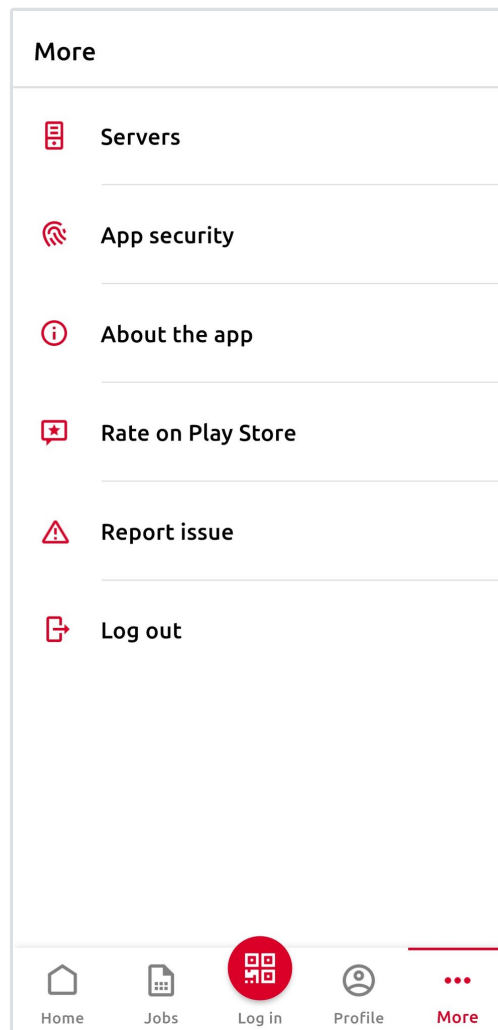 More
Servers
App security
About the app
Rate on Play Store
Report issue
Log out
Home
Jobs
Log in
Profile
More